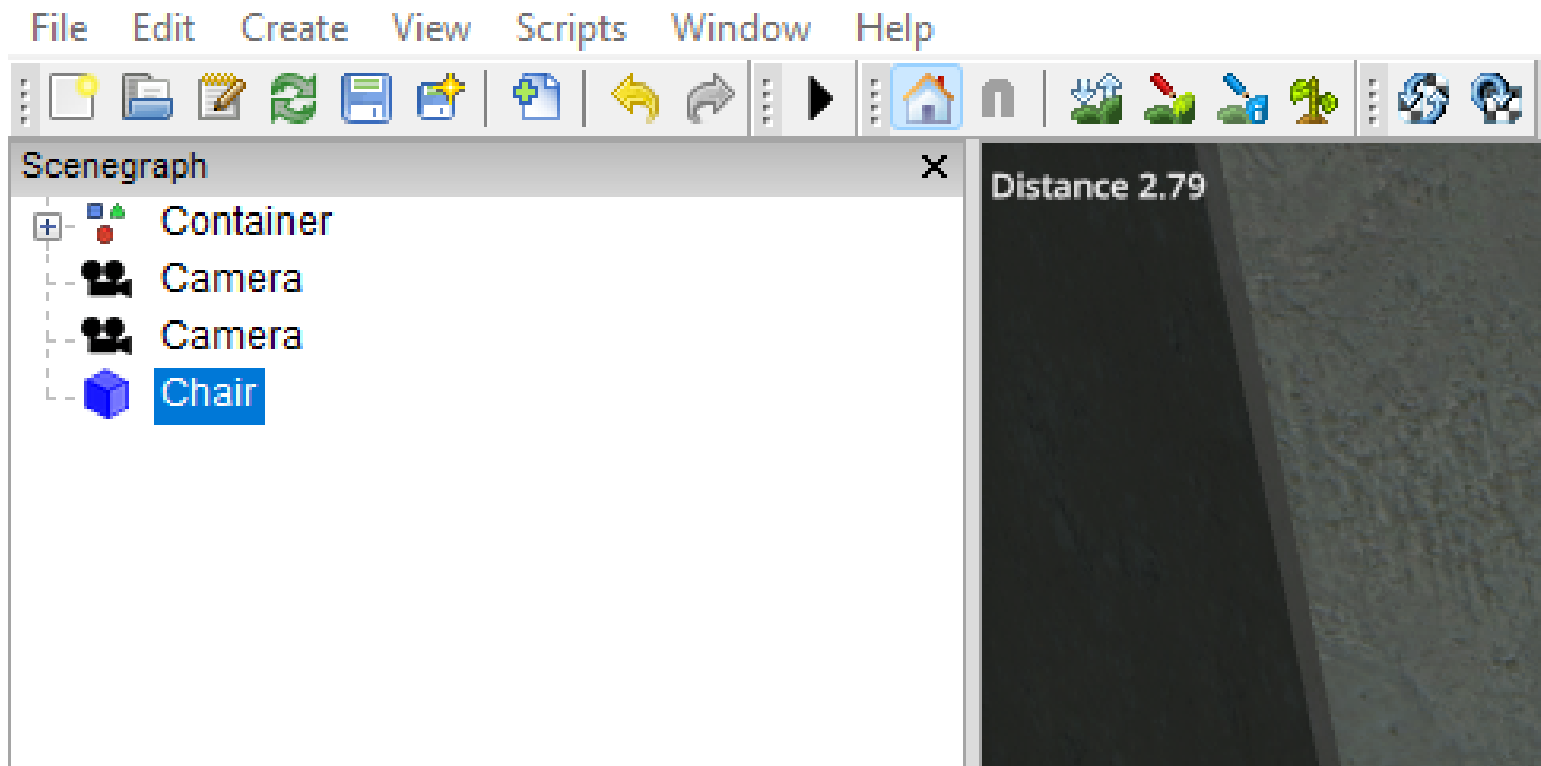 File Edit Create View Scripts Window Help
Scenegraph
Distance 2.79
Container
Camera
Camera
Chair